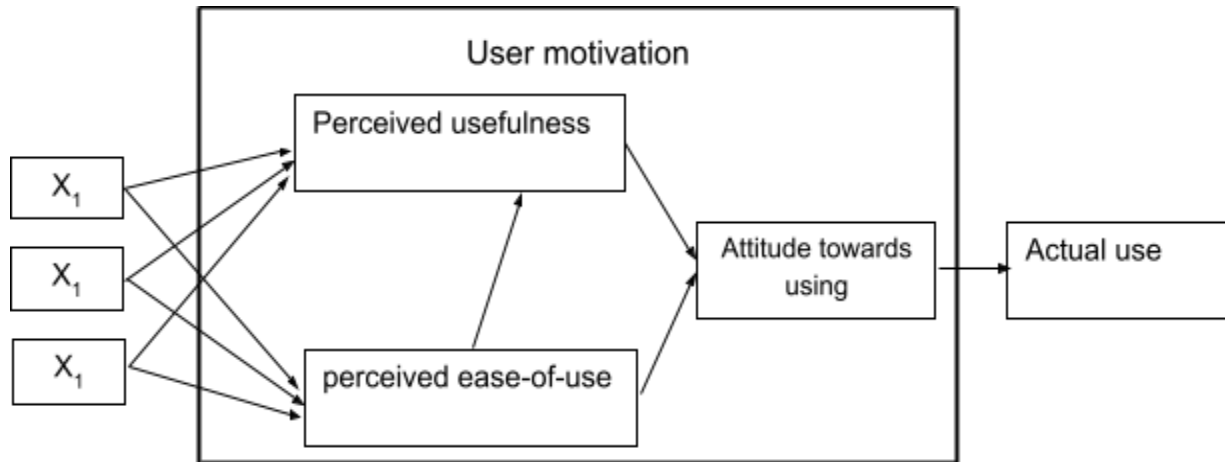 User motivation
Perceived usefulness
X₁
X₁
X₁
perceived ease-of-use
Attitude towards
using
Actual use